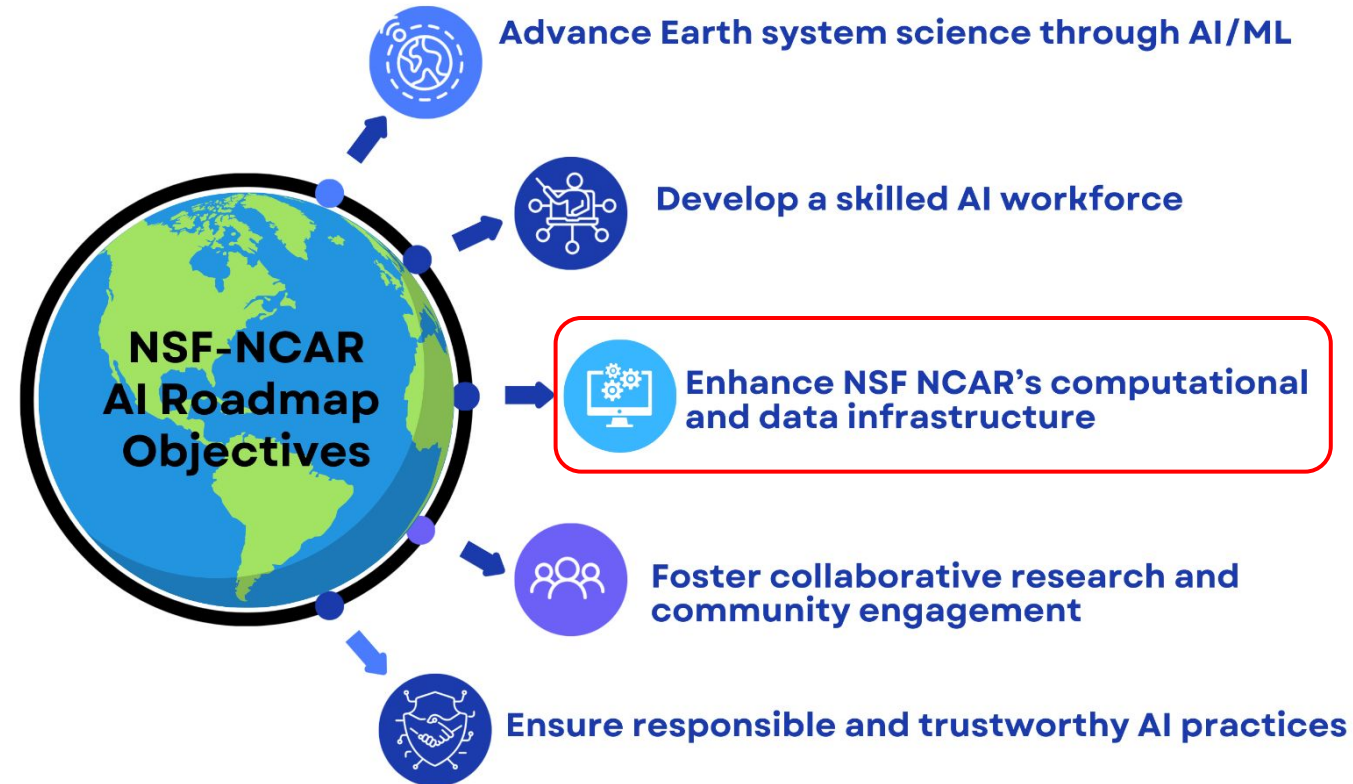 Advance Earth system science through AI/ML
Develop a skilled AI workforce
NSF-NCAR
AI Roadmap
Objectives
Enhance NSF NCAR's computational
and data infrastructure
Foster collaborative research and
community engagement
Ensure responsible and trustworthy AI practices